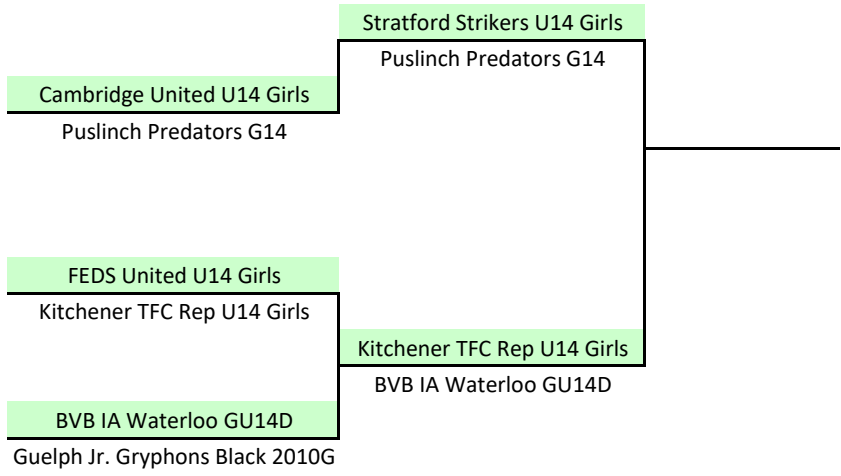 Stratford Strikers U14 Girls
Puslinch Predators G14
Cambridge United U14 Girls
Puslinch Predators G14
FEDS United U14 Girls
Kitchener TFC Rep U14 Girls
Kitchener TFC Rep U14 Girls
BVB IA Waterloo GU14D
BVB IA Waterloo GU14D
Guelph Jr. Gryphons Black 2010G